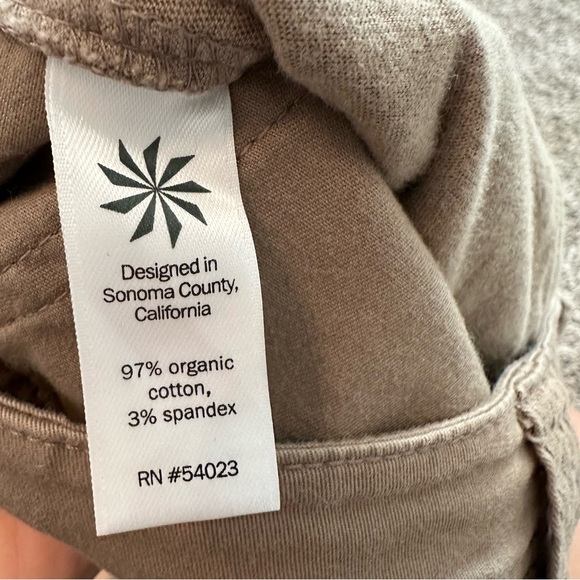 Designed in
Sonoma County,
California
97% organic
cotton,
3% spandex
RN #54023